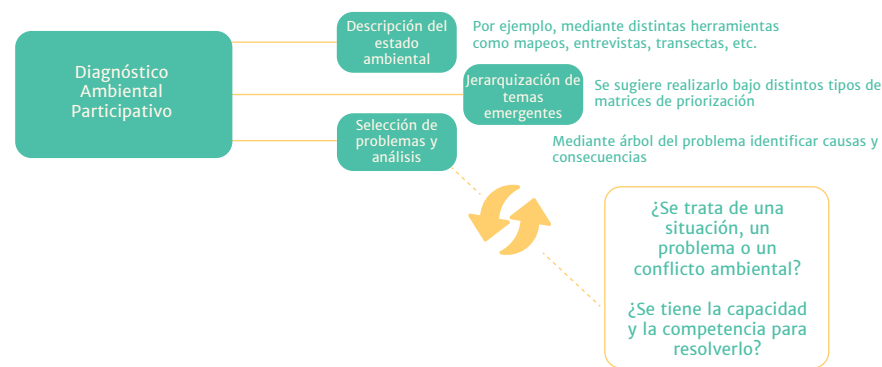 Diagnóstico
Ambiental
Participativo
Descripción del
estado
ambiental
Por ejemplo, mediante distintas herramientas
como mapeos, entrevistas, transectas, etc.
Jerarquización de
temas
emergentes
Se sugiere realizarlo bajo distintos tipos de
matrices de priorización
Selección de
problemas y
análisis
Mediante árbol del problema identificar causas y
consecuencias
¿Se trata de una
situación, un
problema o un
conflicto ambiental?
¿Se tiene la capacidad
y la competencia para
resolverlo?